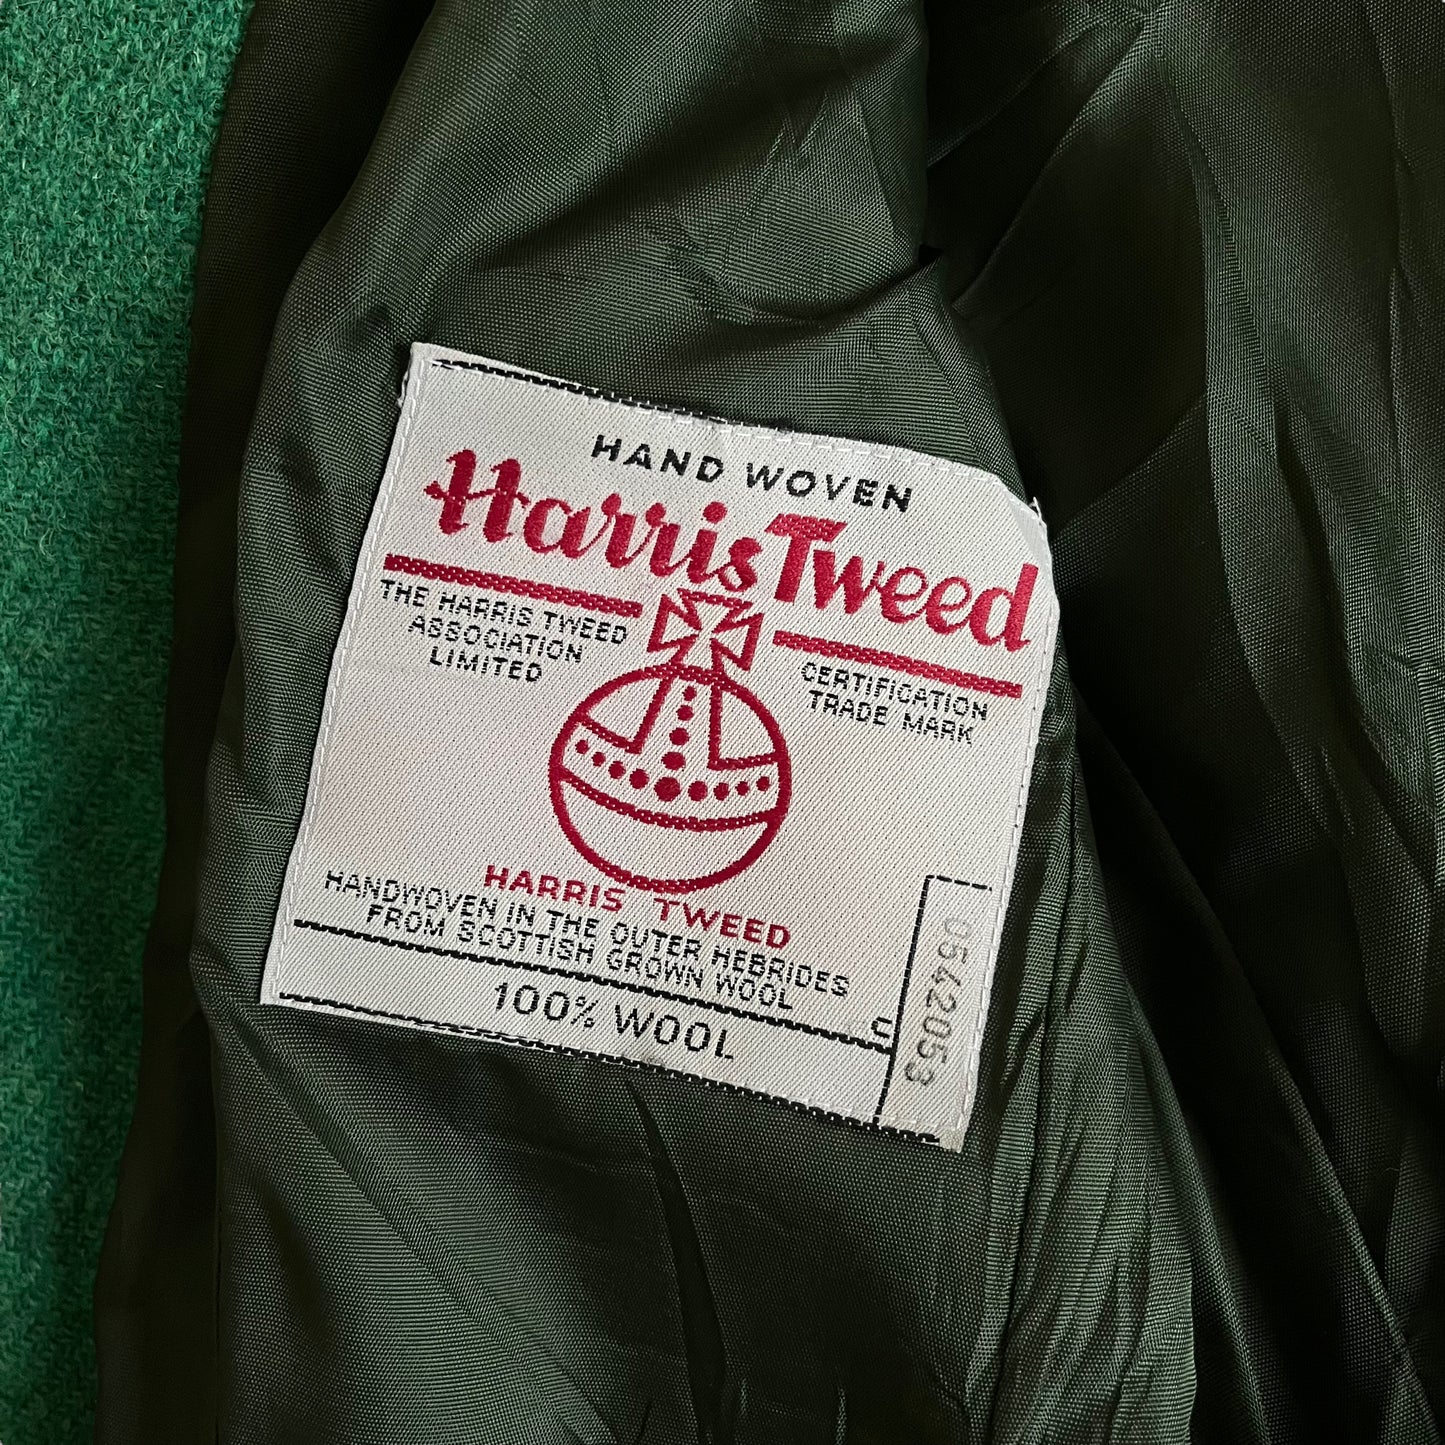 HAND WOVEN
Harris Tweed
THE HARRIS TWEED
ASSOCIATION
LIMITED
CERTIFICATION
TRADE MARK
HARRIS TWEED
HANDWOVEN IN THE OUTER HEBRIDES
FROM SCOTTISH GROWN WOOL
100% WOOL
C
0542053